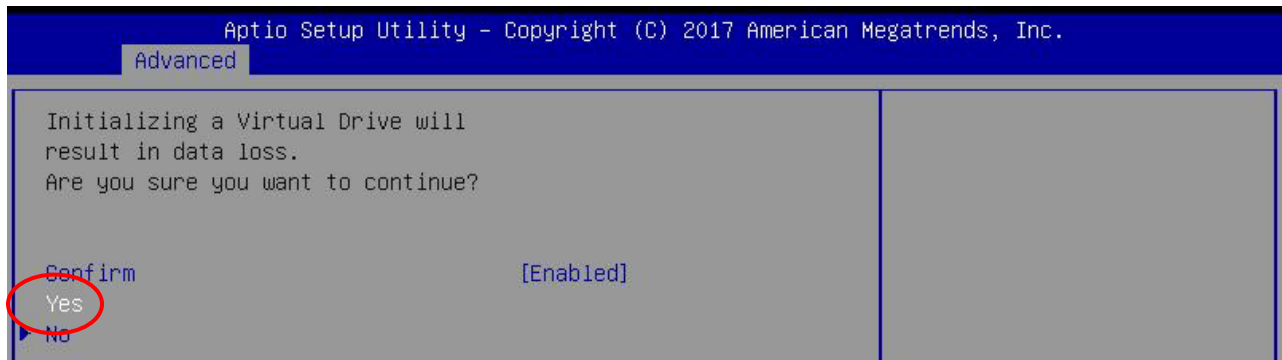 Aptio Setup Utility – Copyright (C) 2017 American Megatrends, Inc.
Advanced
Initializing a Virtual Drive will
result in data loss.
Are you sure you want to continue?
Confirm [Enabled]
Yes
No